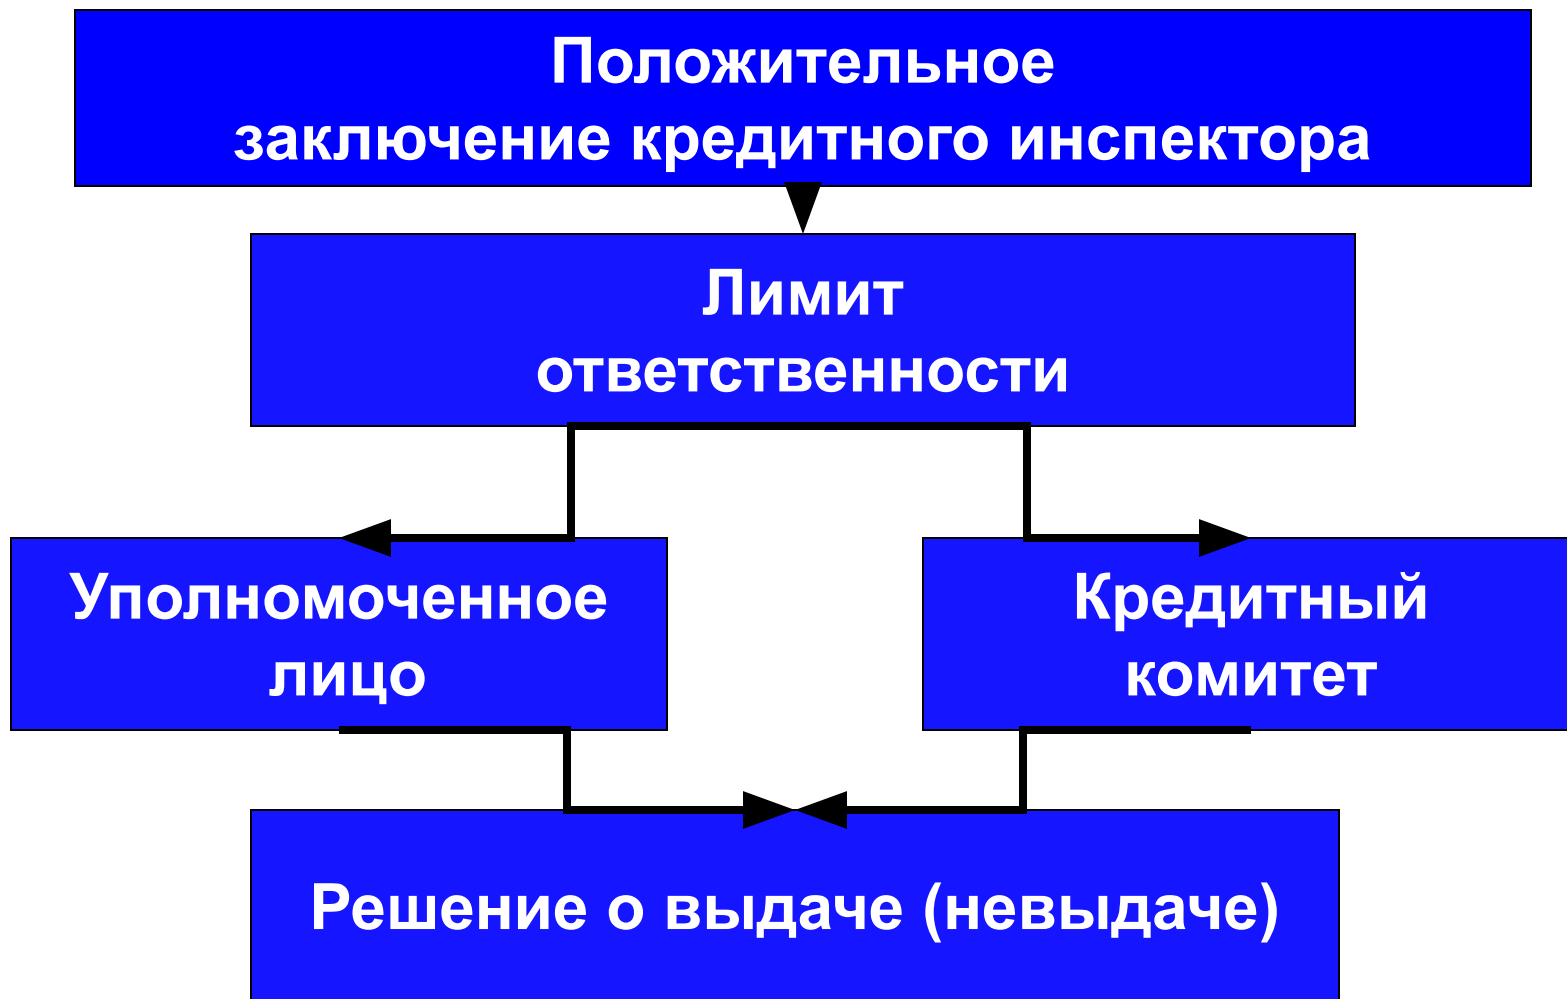 Положительное
заключение кредитного инспектора
Лимит
ответственности
Уполномоченное
лицо
Кредитный
комитет
Решение о выдаче (невыдаче)